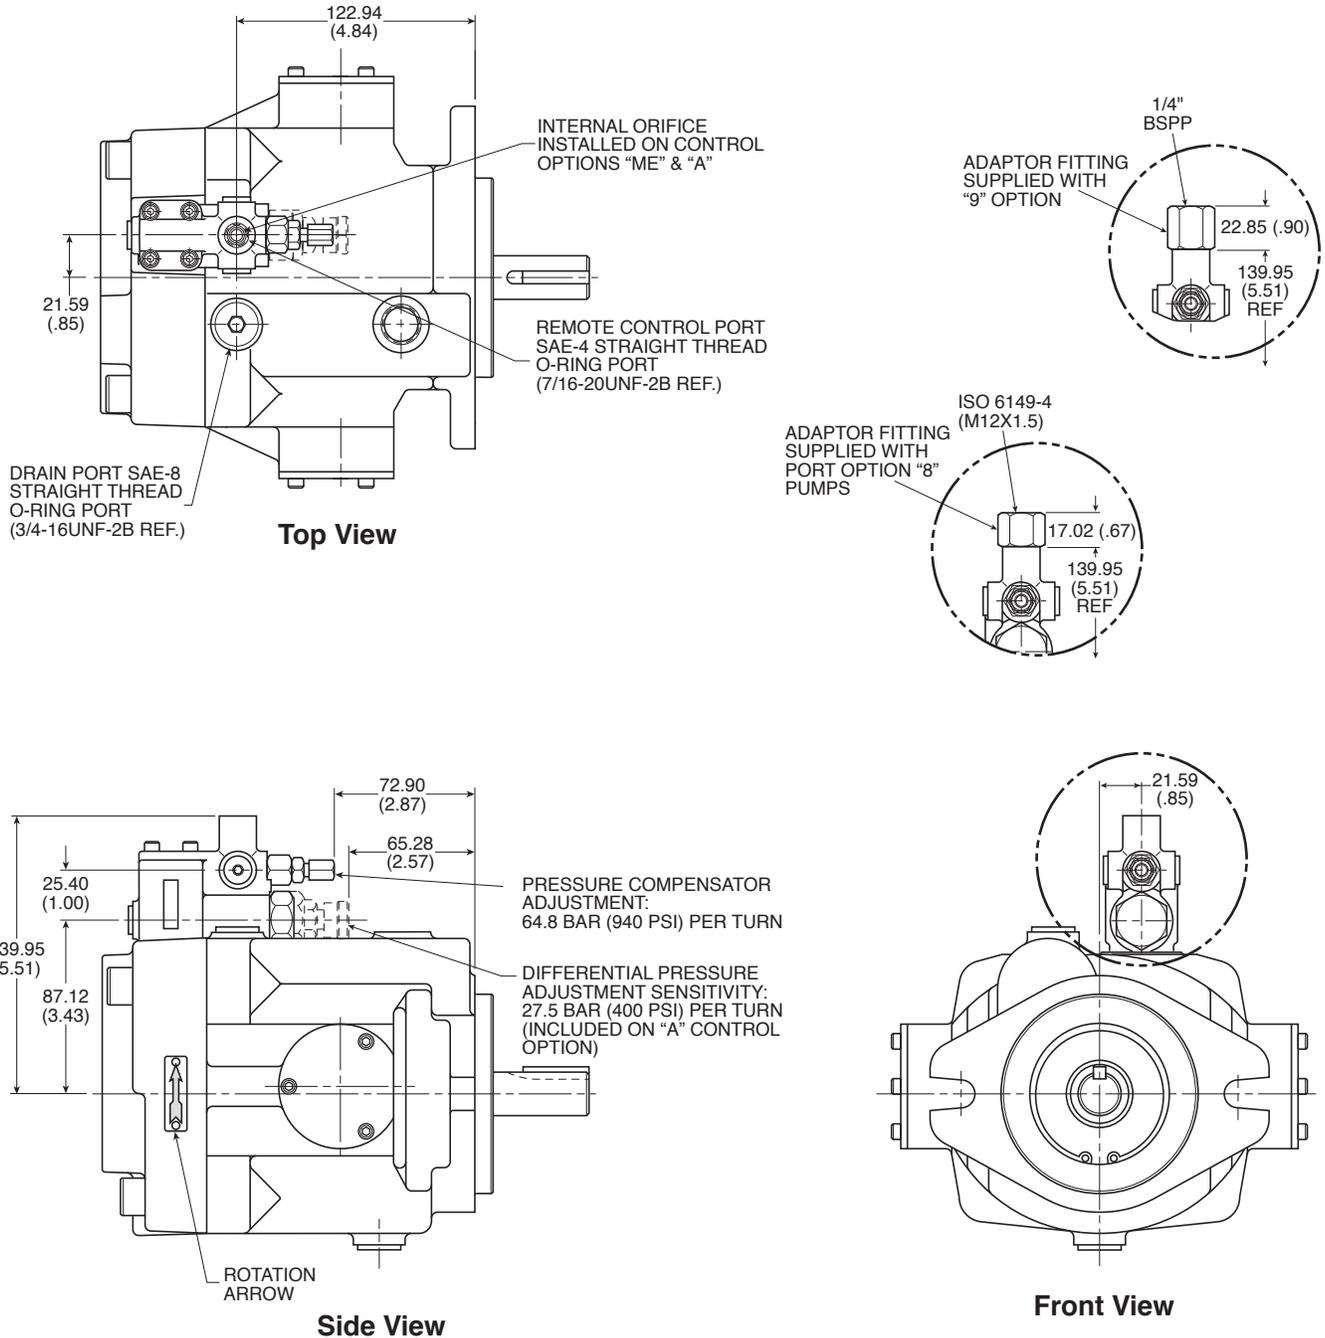 122.94
(4.84)
INTERNAL ORIFICE
INSTALLED ON CONTROL
OPTIONS “ME” & “A”
21.59
(.85)
REMOTE CONTROL PORT
SAE-4 STRAIGHT THREAD
O-RING PORT
(7/16-20UNF-2B REF.)
DRAIN PORT SAE-8
STRAIGHT THREAD
O-RING PORT
(3/4-16UNF-2B REF.)
Top View
1/4"
BSPP
ADAPTOR FITTING
SUPPLIED WITH
“9” OPTION
22.85 (.90)
139.95
(5.51)
REF
ISO 6149-4
(M12X1.5)
ADAPTOR FITTING
SUPPLIED WITH
PORT OPTION “8”
PUMPS
17.02 (.67)
139.95
(5.51)
REF
72.90
(2.87)
65.28
(2.57)
25.40
(1.00)
39.95
5.51)
87.12
(3.43)
PRESSURE COMPENSATOR
ADJUSTMENT:
64.8 BAR (940 PSI) PER TURN
DIFFERENTIAL PRESSURE
ADJUSTMENT SENSITIVITY:
27.5 BAR (400 PSI) PER TURN
(INCLUDED ON “A” CONTROL
OPTION)
ROTATION
ARROW
Side View
21.59
(.85)
Front View